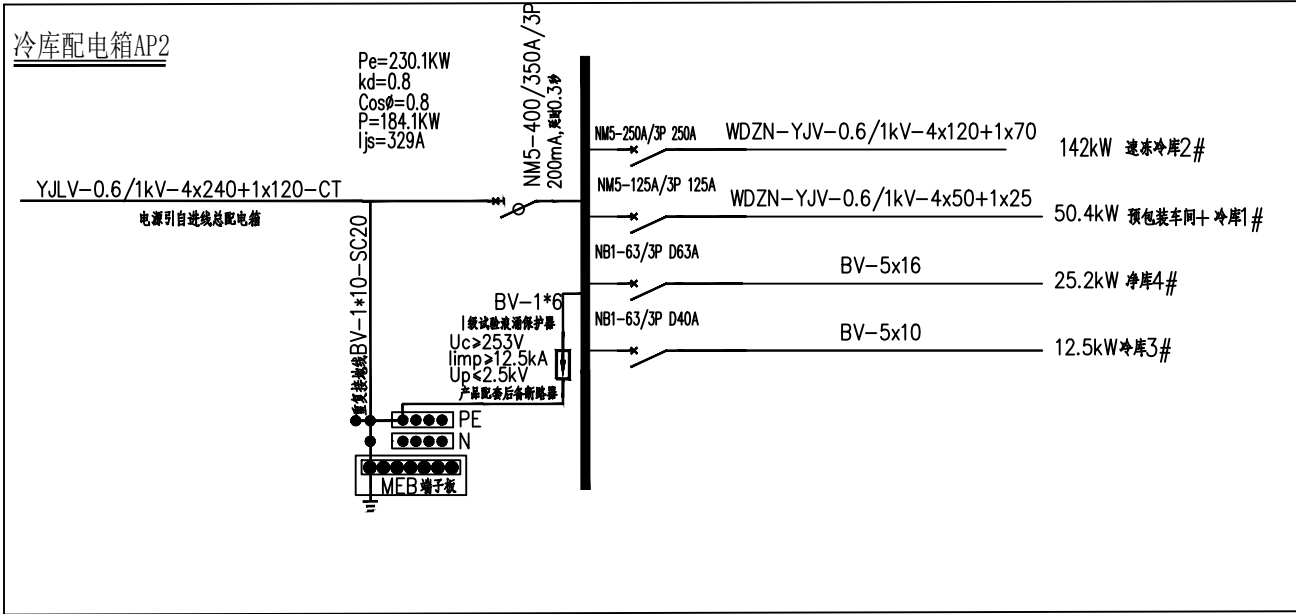 冷库配电箱AP2
Pe=230.1KW
kd=0.8
Cosø=0.8
P=184.1KW
Ijs=329A
NM5-400/350A/3P
200mA,延时0.3秒
YJLV-0.6/1kV-4x240+1x120-CT
电源引自进线总配电箱
NM5-250A/3P 250A
WDZN-YJV-0.6/1kV-4x120+1x70
142kW 速冻冷库2#
NM5-125A/3P 125A
WDZN-YJV-0.6/1kV-4x50+1x25
50.4kW 预包装车间+冷库1#
NB1-63/3P D63A
BV-5x16
25.2kW 净库4#
NB1-63/3P D40A
BV-5x10
12.5kW冷库3#
重复接地线BV-1*10-SC20
BV-1*6
I级试验浪涌保护器
Uc≥253V
Iimp≥12.5kA
Up≤2.5kV
产品配套后备断路器
PE
N
MEB端子板